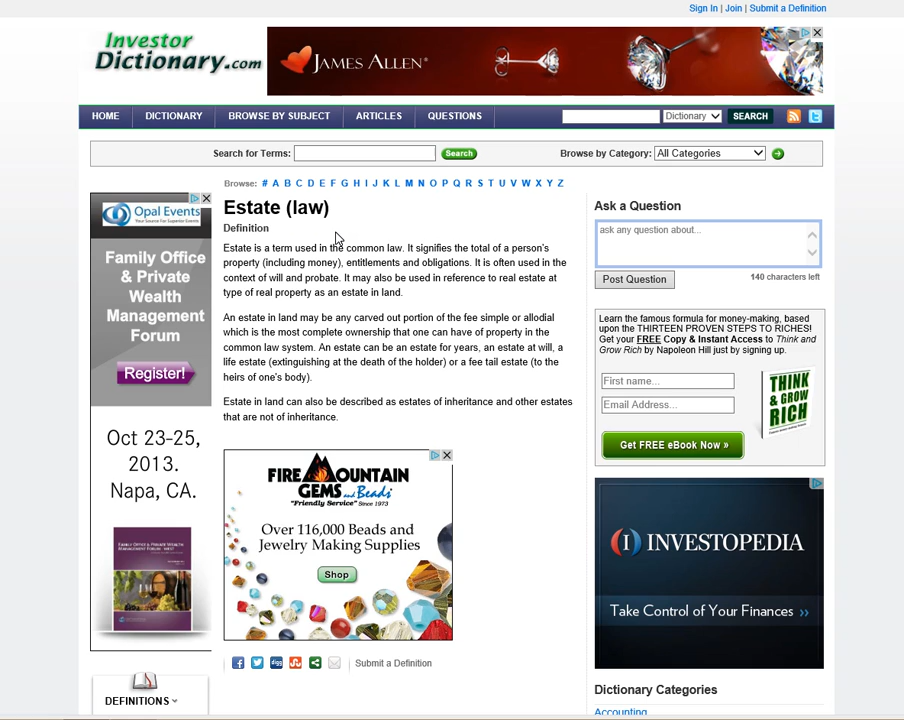 Sign In | Join | Submit a Definition
Investor
Dictionary.com
JAMES ALLEN®
HOME DICTIONARY BROWSE BY SUBJECT ARTICLES QUESTIONS Dictionary SEARCH
Search for Terms: Search Browse by Category: All Categories
Browse: # A B C D E F G H I J K L M N O P Q R S T U V W X Y Z
Opal Events
Family Office
& Private
Wealth
Management
Forum
Register!
Oct 23-25,
2013.
Napa, CA.
DEFINITIONS
Estate (law)
Definition
Estate is a term used in the common law. It signifies the total of a person's
property (including money), entitlements and obligations. It is often used in the
context of will and probate. It may also be used in reference to real estate at
type of real property as an estate in land.
An estate in land may be any carved out portion of the fee simple or allodial
which is the most complete ownership that one can have of property in the
common law system. An estate can be an estate for years, an estate at will, a
life estate (extinguishing at the death of the holder) or a fee tail estate (to the
heirs of one's body).
Estate in land can also be described as estates of inheritance and other estates
that are not of inheritance.
FIRE MOUNTAIN
GEMS and Beads
"Friendly Service" Since 1973
Over 116,000 Beads and
Jewelry Making Supplies
Shop
Submit a Definition
Ask a Question
ask any question about...
Post Question 140 characters left
Learn the famous formula for money-making, based
upon the THIRTEEN PROVEN STEPS TO RICHES!
Get your FREE Copy & Instant Access to Think and
Grow Rich by Napoleon Hill just by signing up.
First name...
Email Address...
THINK
& GROW
RICH
Get FREE eBook Now »
INVESTOPEDIA
Take Control of Your Finances »
Dictionary Categories
Accounting